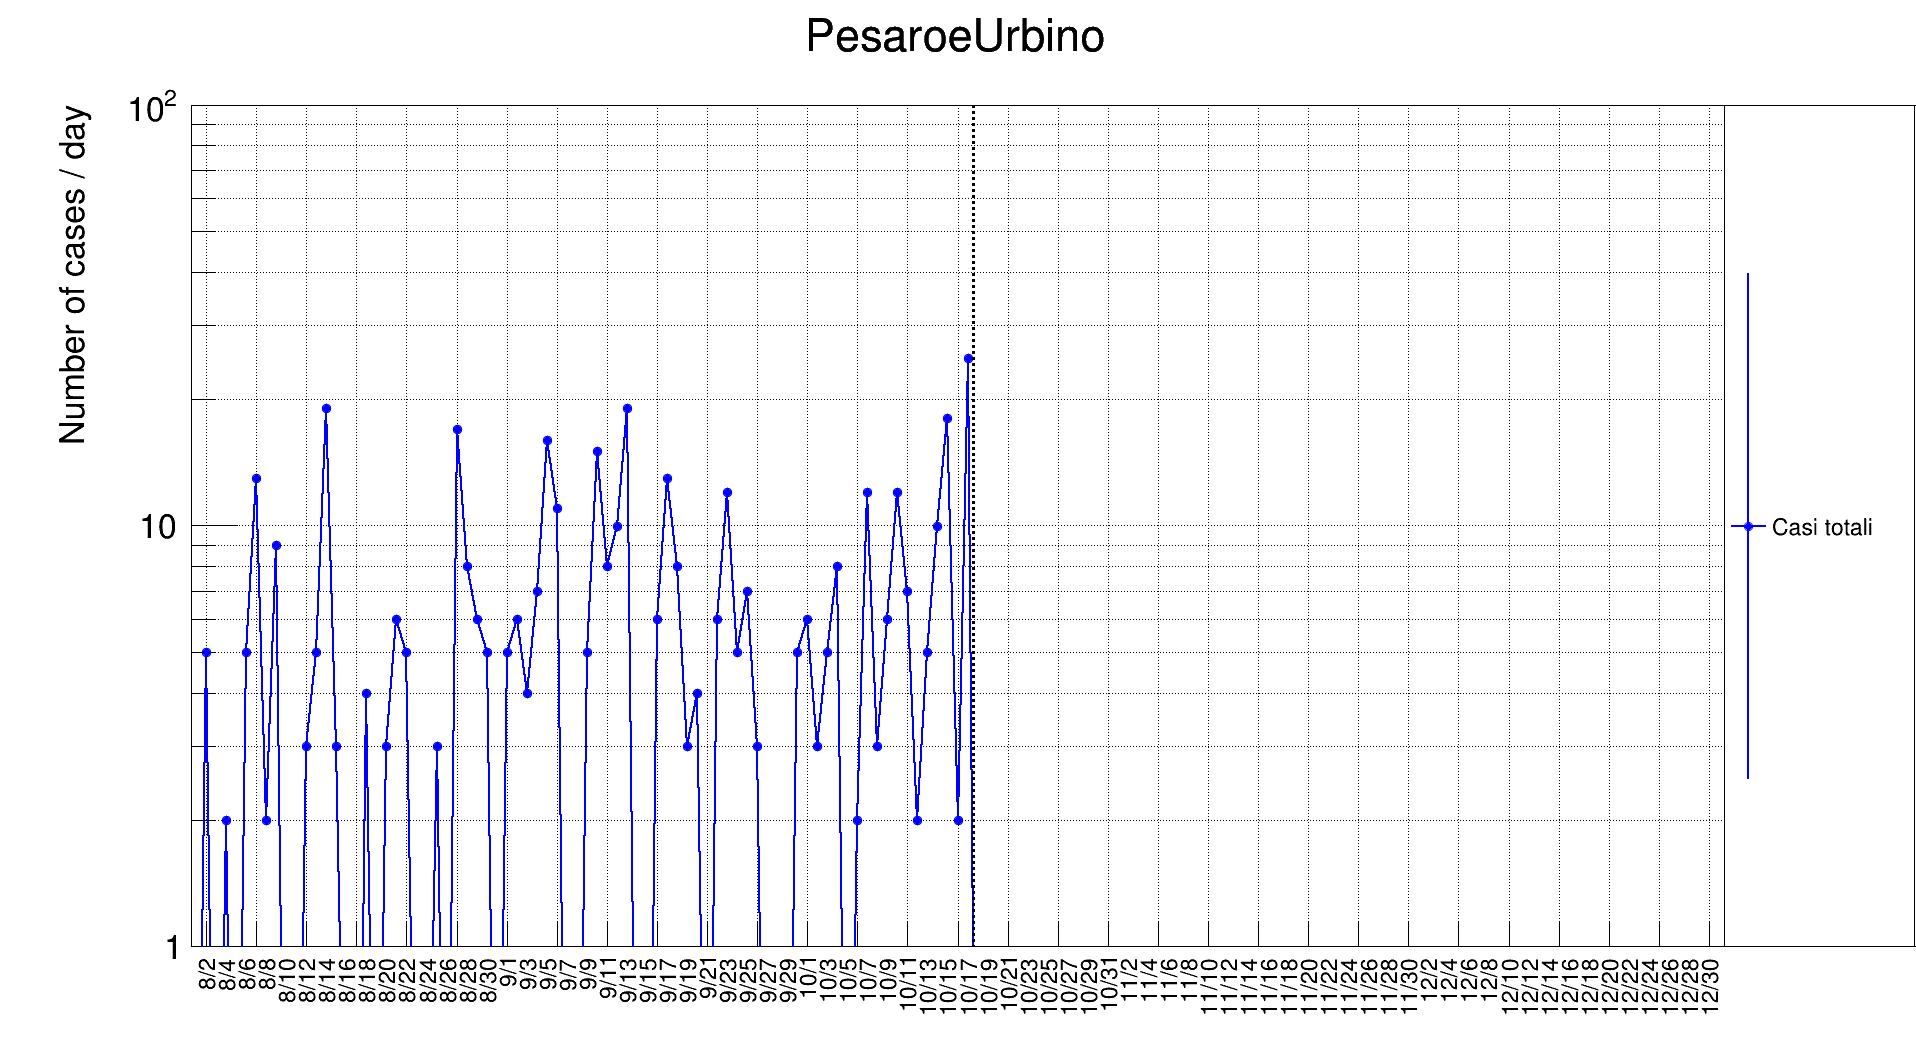 PesaroeUrbino
Number of cases / day
10²
10
1
8/2 8/4 8/6 8/8 8/10 8/12 8/14 8/16 8/18 8/20 8/22 8/24 8/26 8/28 8/30 9/1 9/3 9/5 9/7 9/9 9/11 9/13 9/15 9/17 9/19 9/21 9/23 9/25 9/27 9/29 10/1 10/3 10/5 10/7 10/9 10/11 10/13 10/15 10/17 10/19 10/21 10/23 10/25 10/27 10/29 10/31 11/2 11/4 11/6 11/8 11/10 11/12 11/14 11/16 11/18 11/20 11/22 11/24 11/26 11/28 11/30 12/2 12/4 12/6 12/8 12/10 12/12 12/14 12/16 12/18 12/20 12/22 12/24 12/26 12/28 12/30
Casi totali